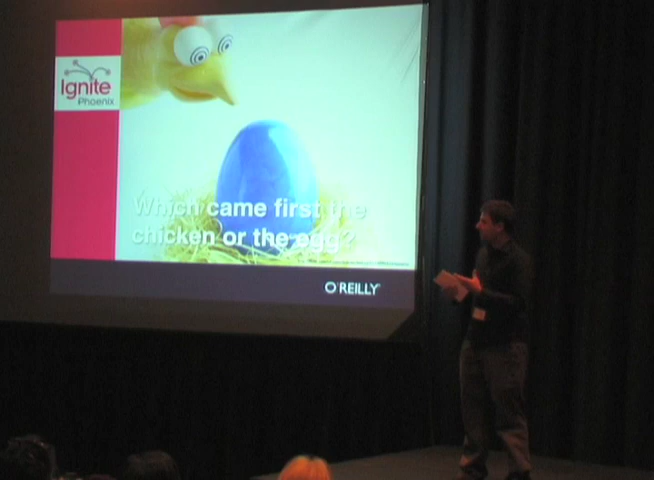 Ignite
Phoenix
Which came first the
chicken or the egg?
O'REILLY